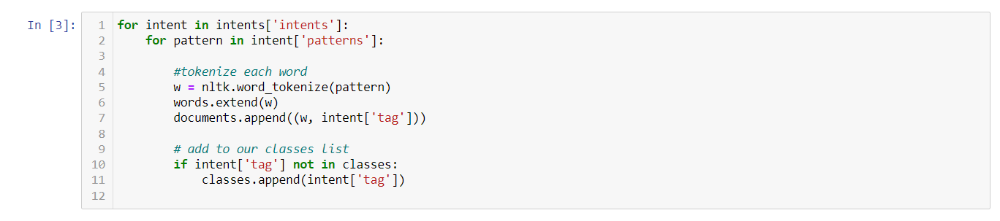 In [3]:
1 for intent in intents['intents']:
2     for pattern in intent['patterns']:
3
4         #tokenize each word
5         w = nltk.word_tokenize(pattern)
6         words.extend(w)
7         documents.append((w, intent['tag']))
8
9         # add to our classes list
10         if intent['tag'] not in classes:
11             classes.append(intent['tag'])
12